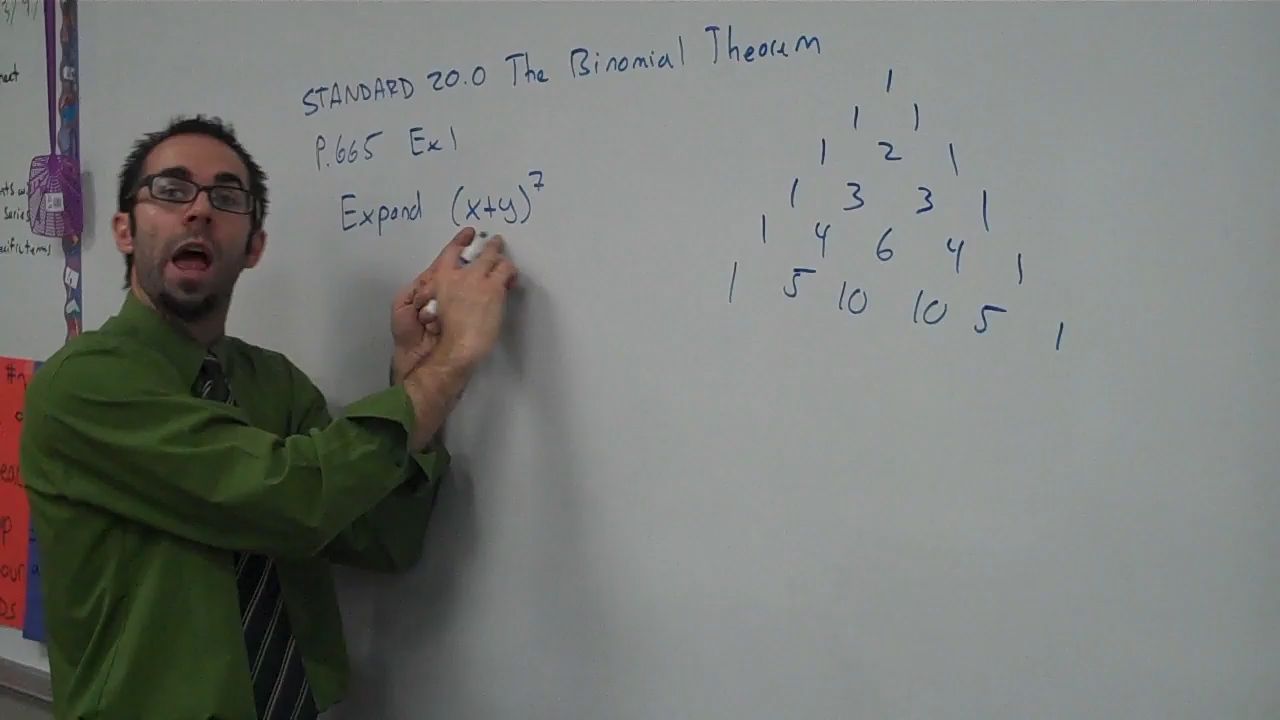 STANDARD 20.0 The Binomial Theorem
P.665 Ex 1
Expand (x+y)⁷
1
1 1
1 2 1
1 3 3 1
1 4 6 4 1
1 5 10 10 5 1